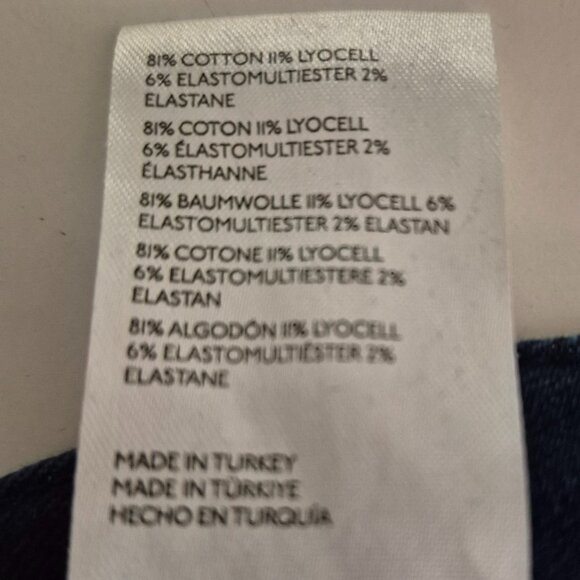 81% COTTON 11% LYOCELL
6% ELASTOMULTIESTER 2%
ELASTANE
81% COTON 11% LYOCELL
6% ÉLASTOMULTIESTER 2%
ÉLASTHANNE
81% BAUMWOLLE 11% LYOCELL 6%
ELASTOMULTIESTER 2% ELASTAN
81% COTONE 11% LYOCELL
6% ELASTOMULTIESTERE 2%
ELASTAN
81% ALGODÓN 11% LYOCELL
6% ELASTOMULTIÉSTER 2%
ELASTANE
MADE IN TURKEY
MADE IN TÜRKIYE
HECHO EN TURQUÍA